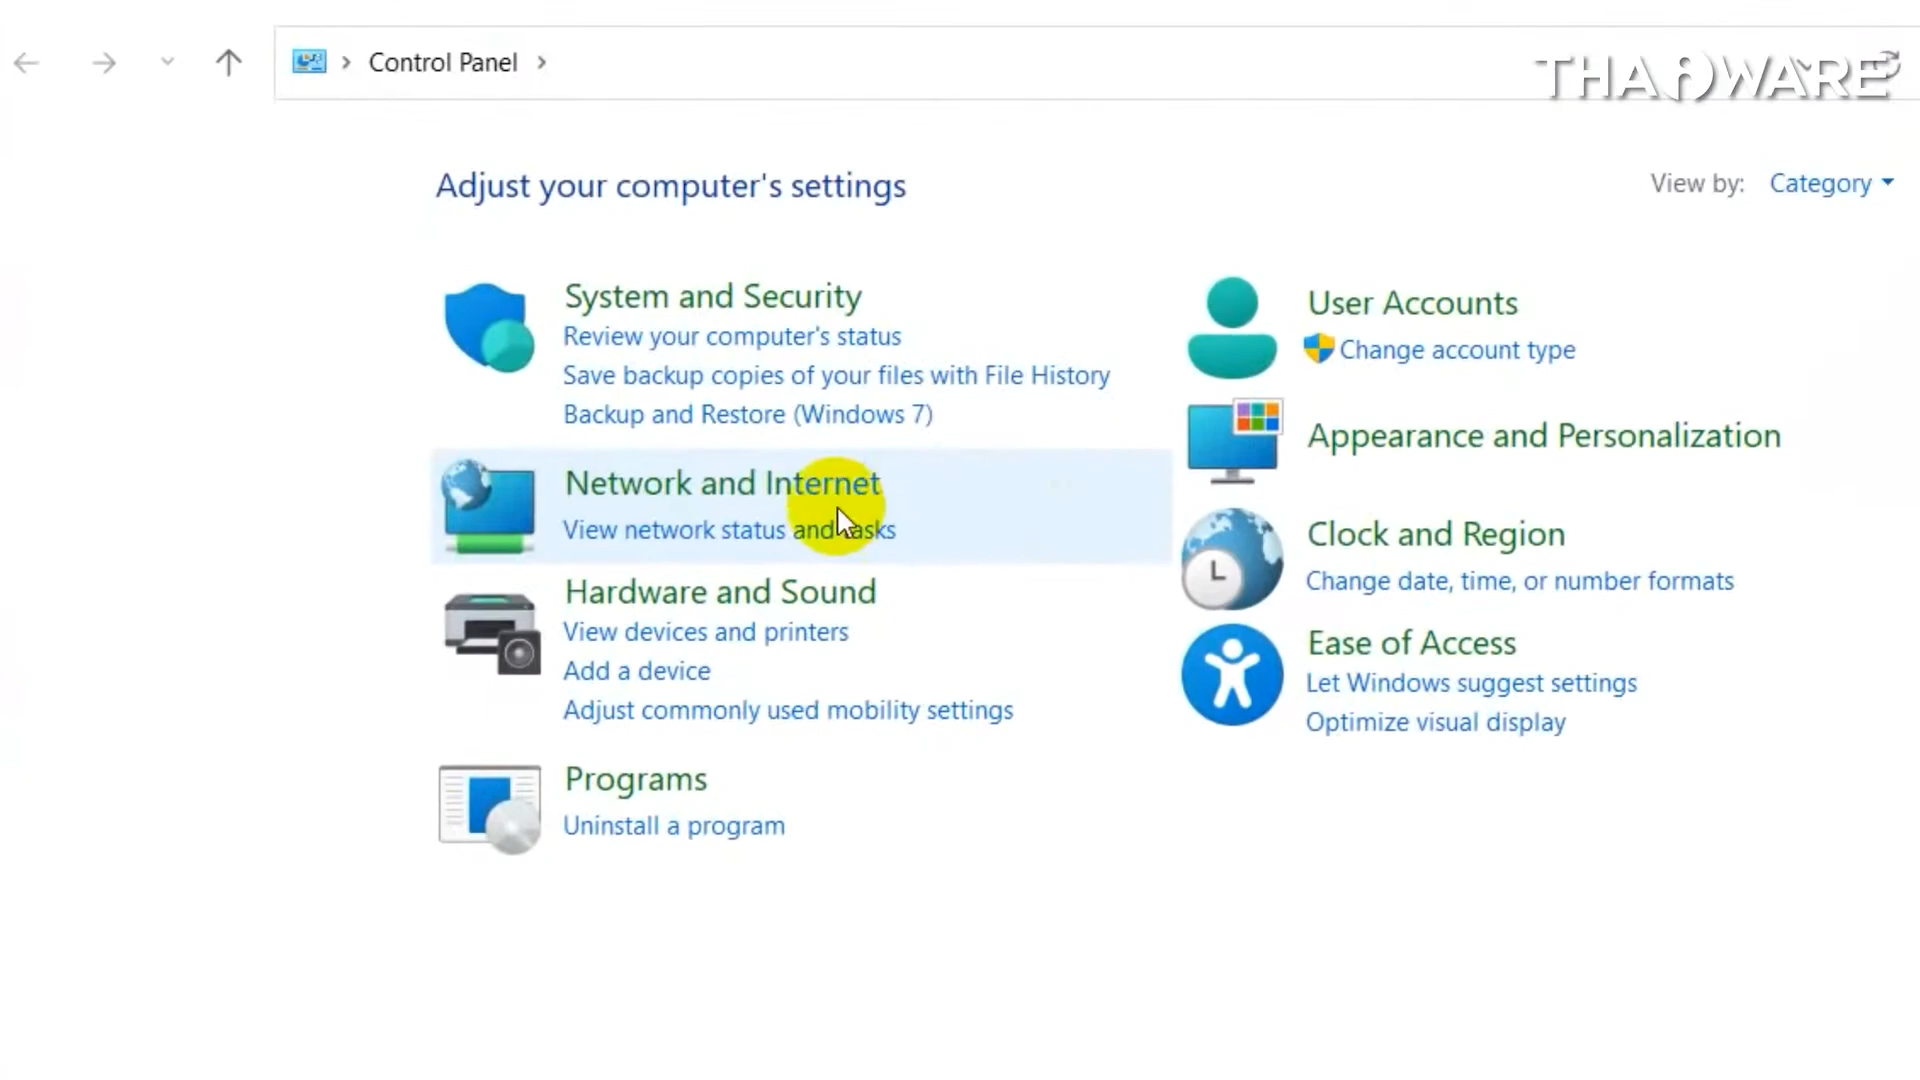 Control Panel
THAIWARE
Adjust your computer's settings
View by: Category
System and Security
Review your computer's status
Save backup copies of your files with File History
Backup and Restore (Windows 7)
Network and Internet
View network status and tasks
Hardware and Sound
View devices and printers
Add a device
Adjust commonly used mobility settings
Programs
Uninstall a program
User Accounts
Change account type
Appearance and Personalization
Clock and Region
Change date, time, or number formats
Ease of Access
Let Windows suggest settings
Optimize visual display